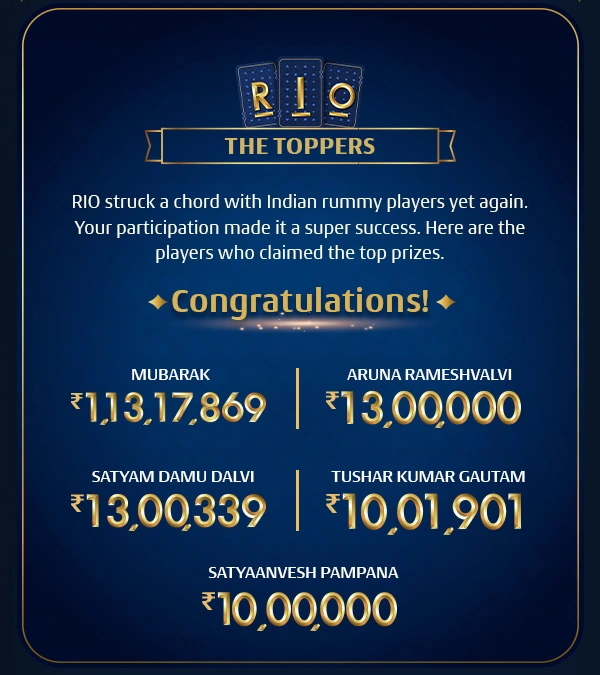 RIO
THE TOPPERS
RIO struck a chord with Indian rummy players yet again.
Your participation made it a super success. Here are the
players who claimed the top prizes.
Congratulations!
MUBARAK
₹1,13,17,869
ARUNA RAMESHVALVI
₹13,00,000
SATYAM DAMU DALVI
₹13,00,339
TUSHAR KUMAR GAUTAM
₹10,01,901
SATYAANVESH PAMPANA
₹10,00,000